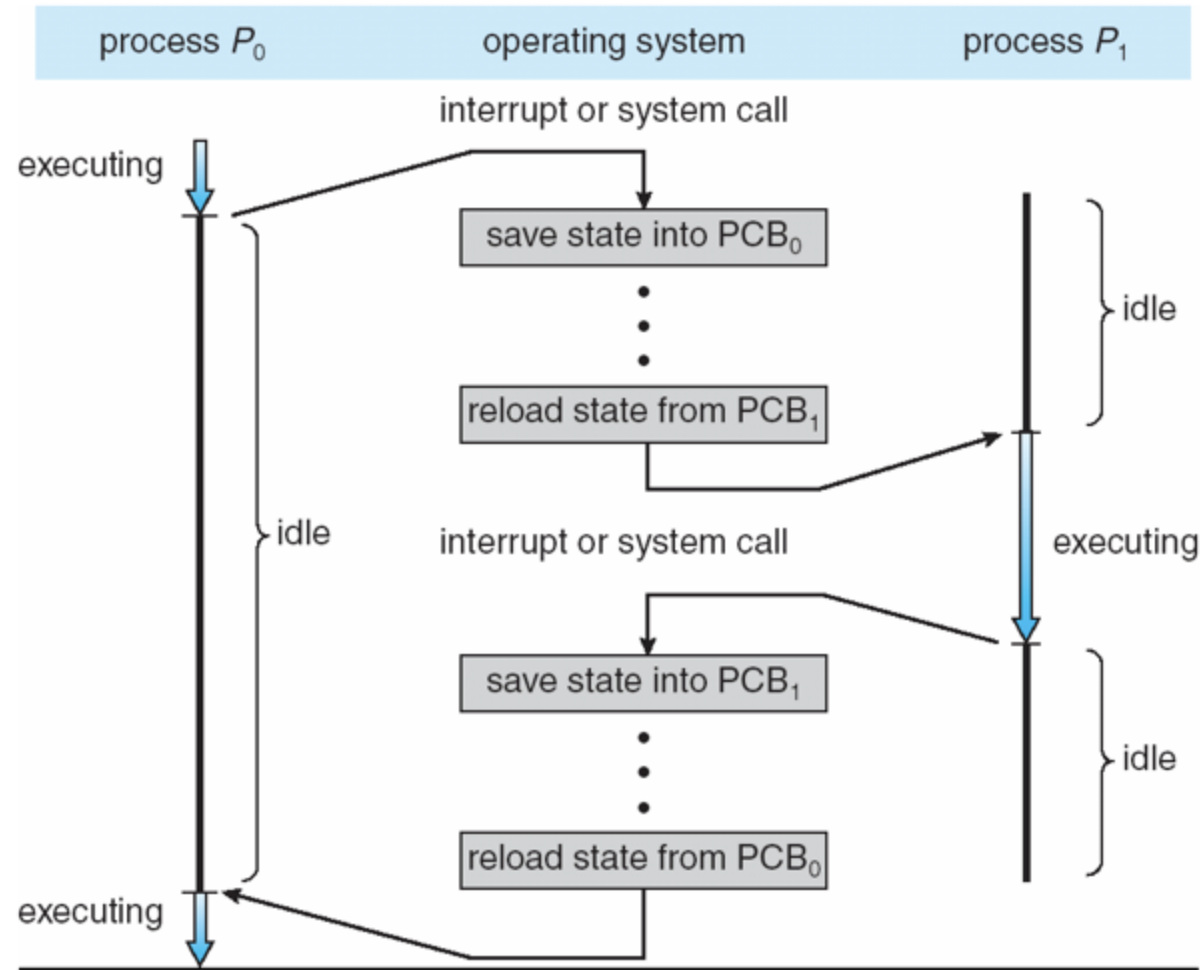 process P₀ operating system process P₁
interrupt or system call
executing
save state into PCB₀
idle
reload state from PCB₁
idle
interrupt or system call
executing
save state into PCB₁
idle
reload state from PCB₀
executing